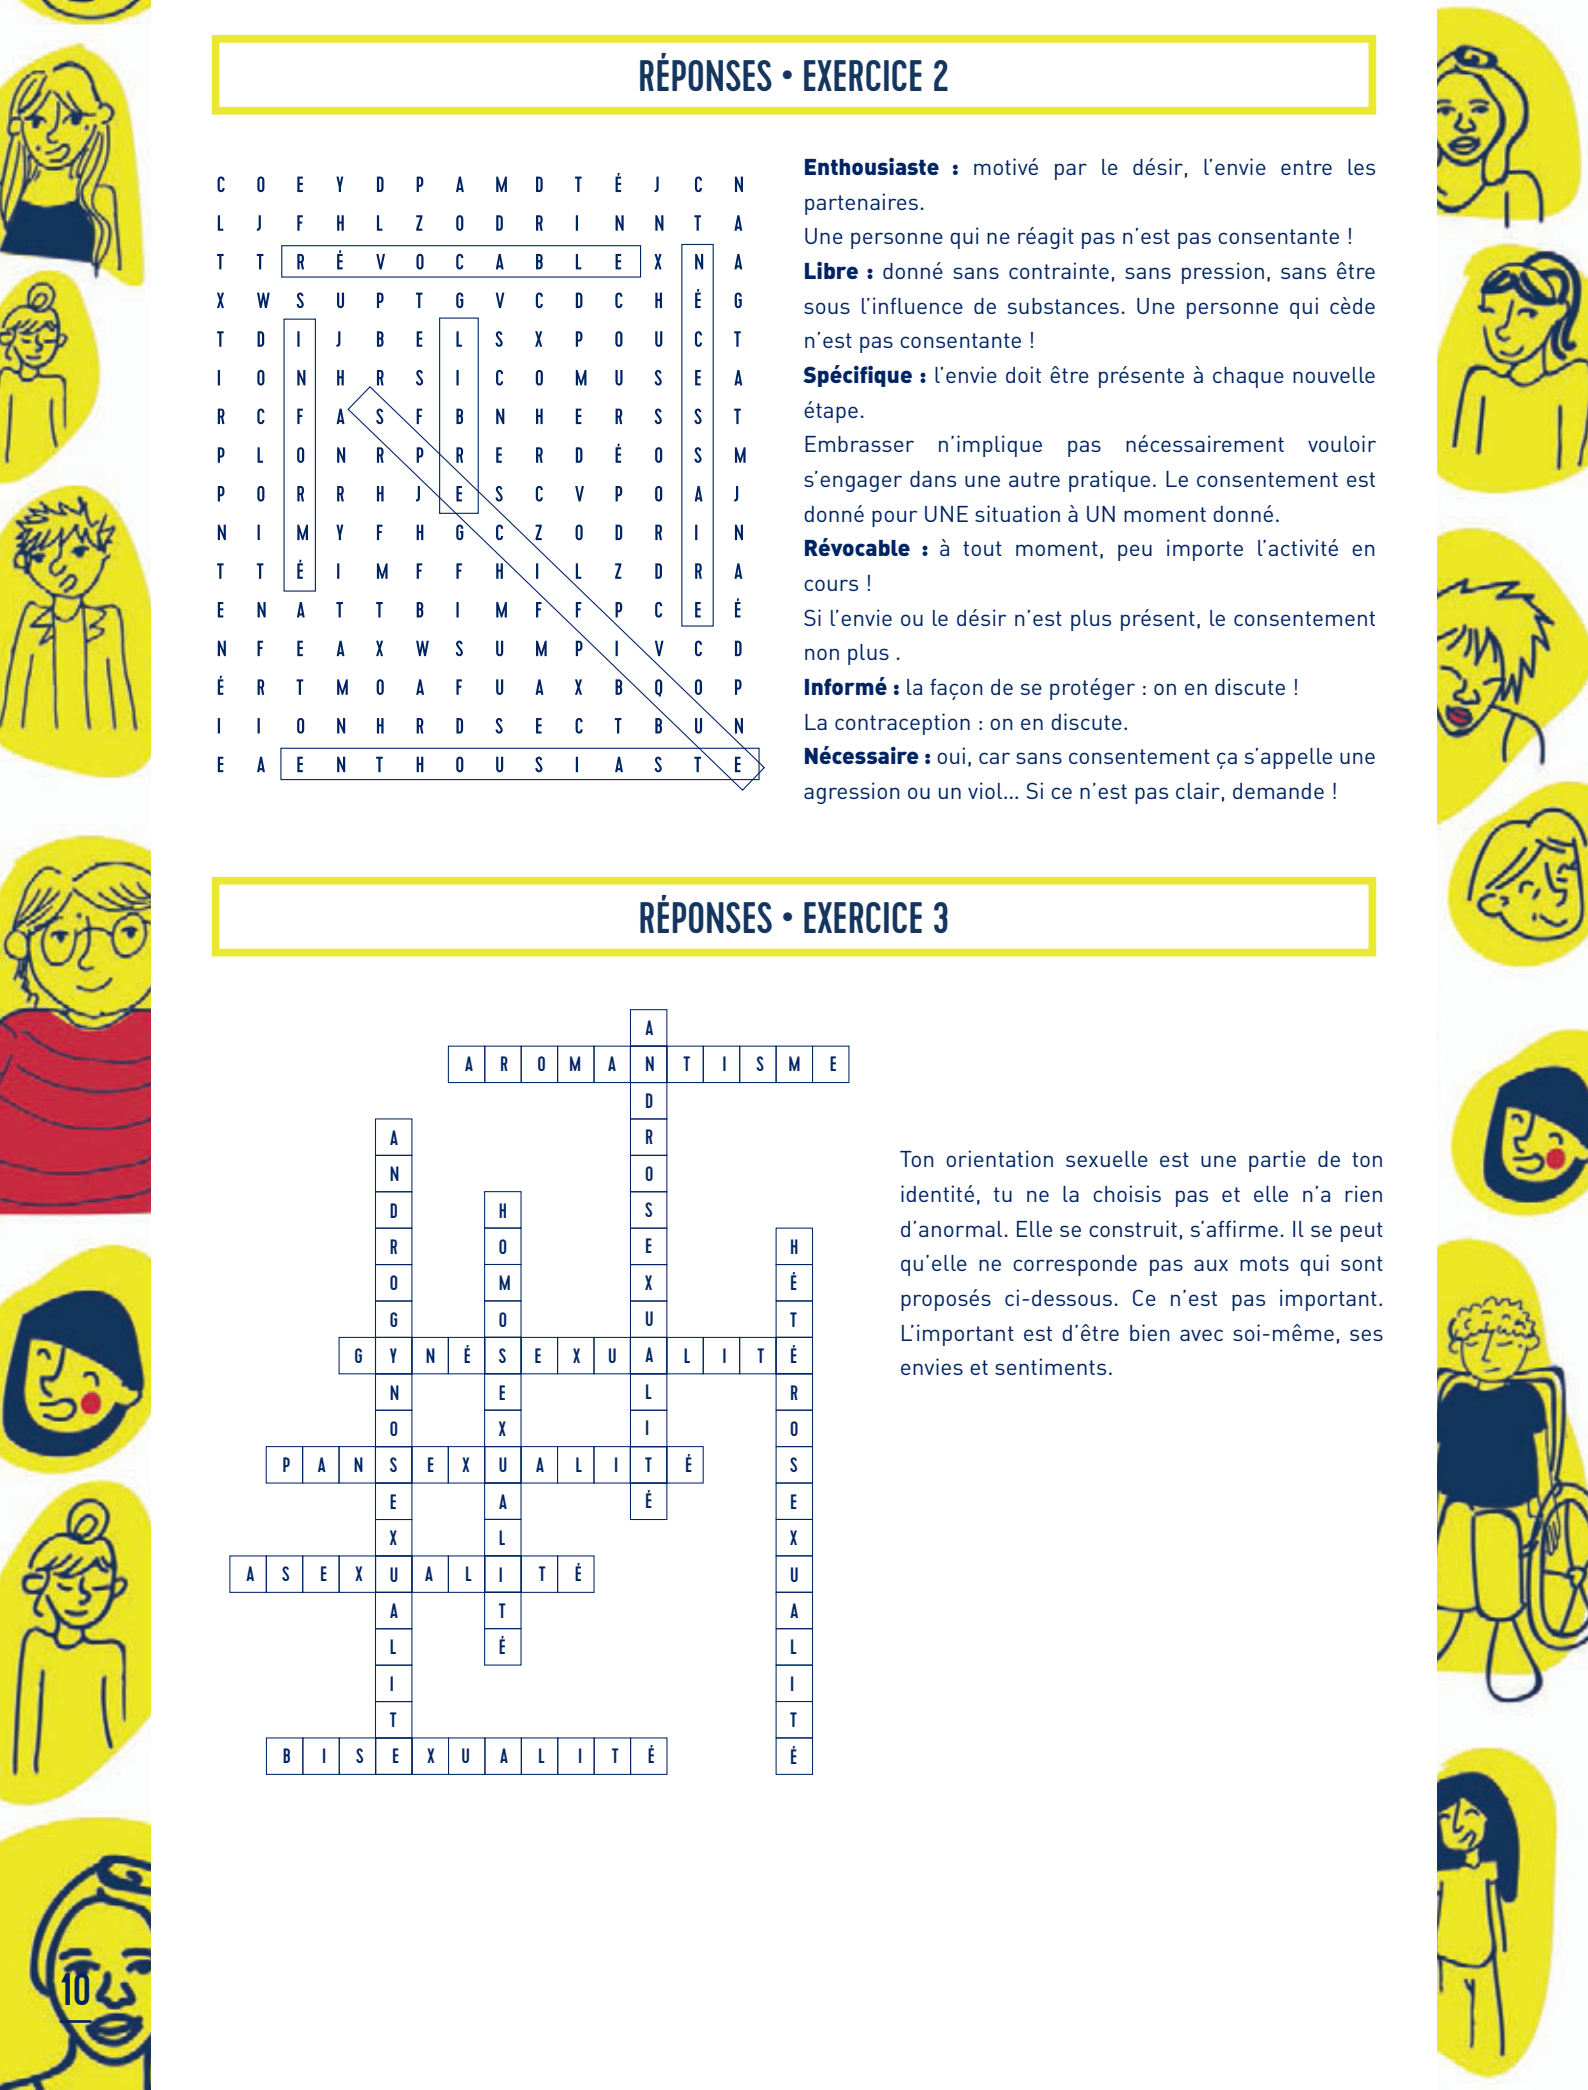 RÉPONSES • EXERCICE 2
C O E Y D P A M D T É J C N
L J F H L Z O D R I N N T A
T T R É V O C A B L E X N A
X W S U P T G V C D C H É G
T D I J B E L S X P O U C T
I O N H R S I C O M U S E A
R C F A S F B N H E R S S T
P L O N R P R E R D É O S M
P O R R H J E S C V P O A J
N I M Y F H G C Z O D R I N
T T É I M F F H I L Z D R A
E N A T T B I M F F P C E É
N F E A X W S U M P I V C D
É R T M O A F U A X B Q O P
I I O N H R D S E C T B U N
E A E N T H O U S I A S T E
Enthousiaste : motivé par le désir, l'envie entre les
partenaires.
Une personne qui ne réagit pas n'est pas consentante !
Libre : donné sans contrainte, sans pression, sans être
sous l'influence de substances. Une personne qui cède
n'est pas consentante !
Spécifique : l'envie doit être présente à chaque nouvelle
étape.
Embrasser n'implique pas nécessairement vouloir
s'engager dans une autre pratique. Le consentement est
donné pour UNE situation à UN moment donné.
Révocable : à tout moment, peu importe l'activité en
cours !
Si l'envie ou le désir n'est plus présent, le consentement
non plus .
Informé : la façon de se protéger : on en discute !
La contraception : on en discute.
Nécessaire : oui, car sans consentement ça s'appelle une
agression ou un viol... Si ce n'est pas clair, demande !
RÉPONSES • EXERCICE 3
A
A R O M A N T I S M E
D
A R
N O
D H S
R O E H
O M X É
G O U T
G Y N É S E X U A L I T É
N E L R
O X I O
P A N S E X U A L I T É S
E A É E
X L X
A S E X U A L I T É U
A T A
L É L
I I
T T
B I S E X U A L I T É É
Ton orientation sexuelle est une partie de ton
identité, tu ne la choisis pas et elle n'a rien
d'anormal. Elle se construit, s'affirme. Il se peut
qu'elle ne corresponde pas aux mots qui sont
proposés ci-dessous. Ce n'est pas important.
L'important est d'être bien avec soi-même, ses
envies et sentiments.
10